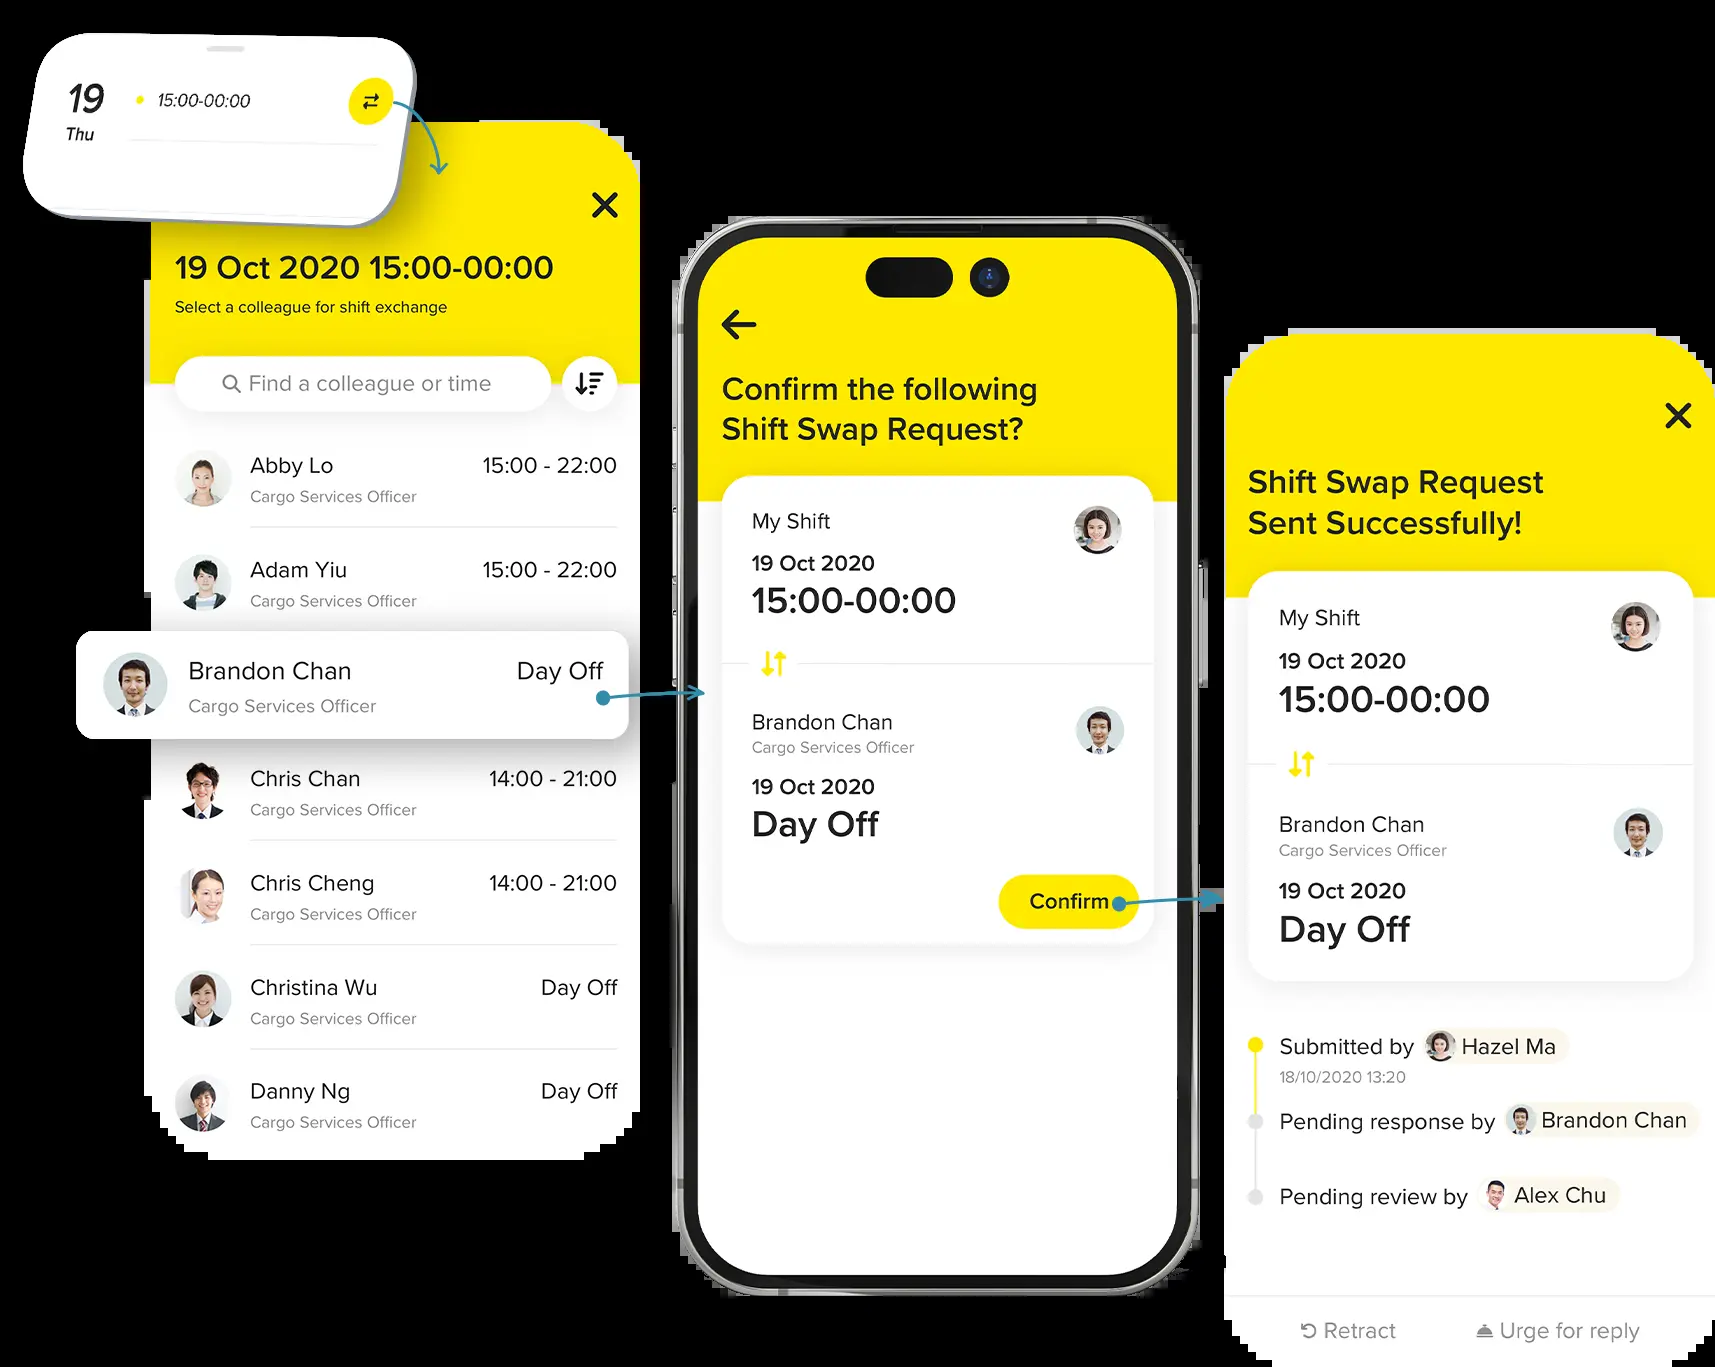 19
Thu
15:00-00:00
19 Oct 2020 15:00-00:00
Select a colleague for shift exchange
Find a colleague or time
Abby Lo
15:00 - 22:00
Cargo Services Officer
Adam Yiu
15:00 - 22:00
Cargo Services Officer
Brandon Chan
Day Off
Cargo Services Officer
Chris Chan
14:00 - 21:00
Cargo Services Officer
Chris Cheng
14:00 - 21:00
Cargo Services Officer
Christina Wu
Day Off
Cargo Services Officer
Danny Ng
Day Off
Cargo Services Officer
Confirm the following
Shift Swap Request?
My Shift
19 Oct 2020
15:00-00:00
Brandon Chan
Cargo Services Officer
19 Oct 2020
Day Off
Confirm
Shift Swap Request
Sent Successfully!
My Shift
19 Oct 2020
15:00-00:00
Brandon Chan
Cargo Services Officer
19 Oct 2020
Day Off
Submitted by Hazel Ma
18/10/2020 13:20
Pending response by Brandon Chan
Pending review by Alex Chu
Retract
Urge for reply